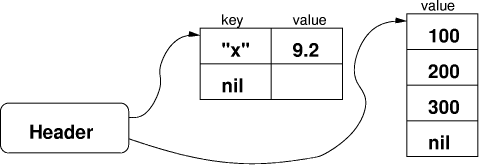 key value
"x" 9.2
nil
Header
value
100
200
300
nil